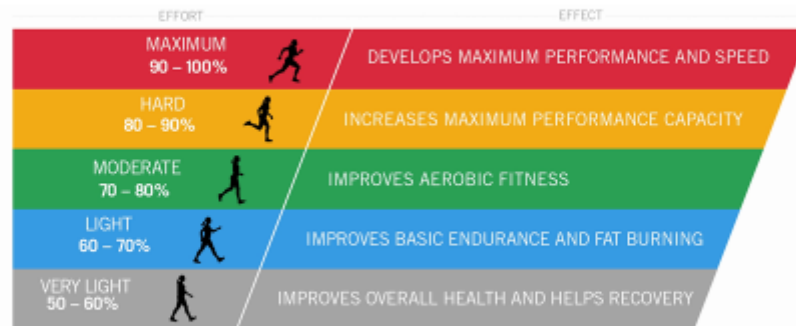 EFFORT
EFFECT
MAXIMUM
90 – 100%
DEVELOPS MAXIMUM PERFORMANCE AND SPEED
HARD
80 – 90%
INCREASES MAXIMUM PERFORMANCE CAPACITY
MODERATE
70 – 80%
IMPROVES AEROBIC FITNESS
LIGHT
60 – 70%
IMPROVES BASIC ENDURANCE AND FAT BURNING
VERY LIGHT
50 – 60%
IMPROVES OVERALL HEALTH AND HELPS RECOVERY